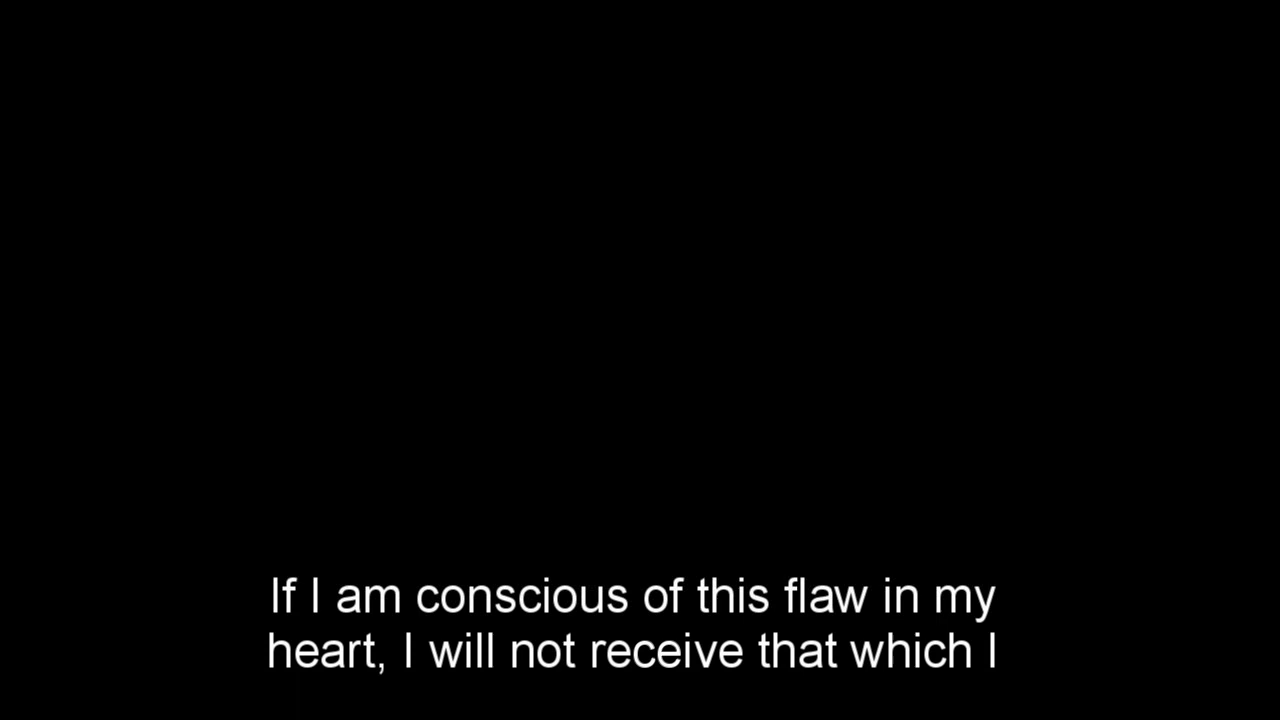 If I am conscious of this flaw in my
heart, I will not receive that which I